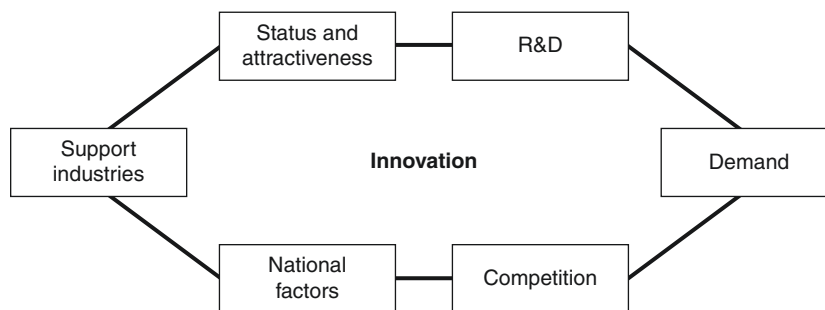 Status and
attractiveness
R&D
Support
industries
Innovation
Demand
National
factors
Competition